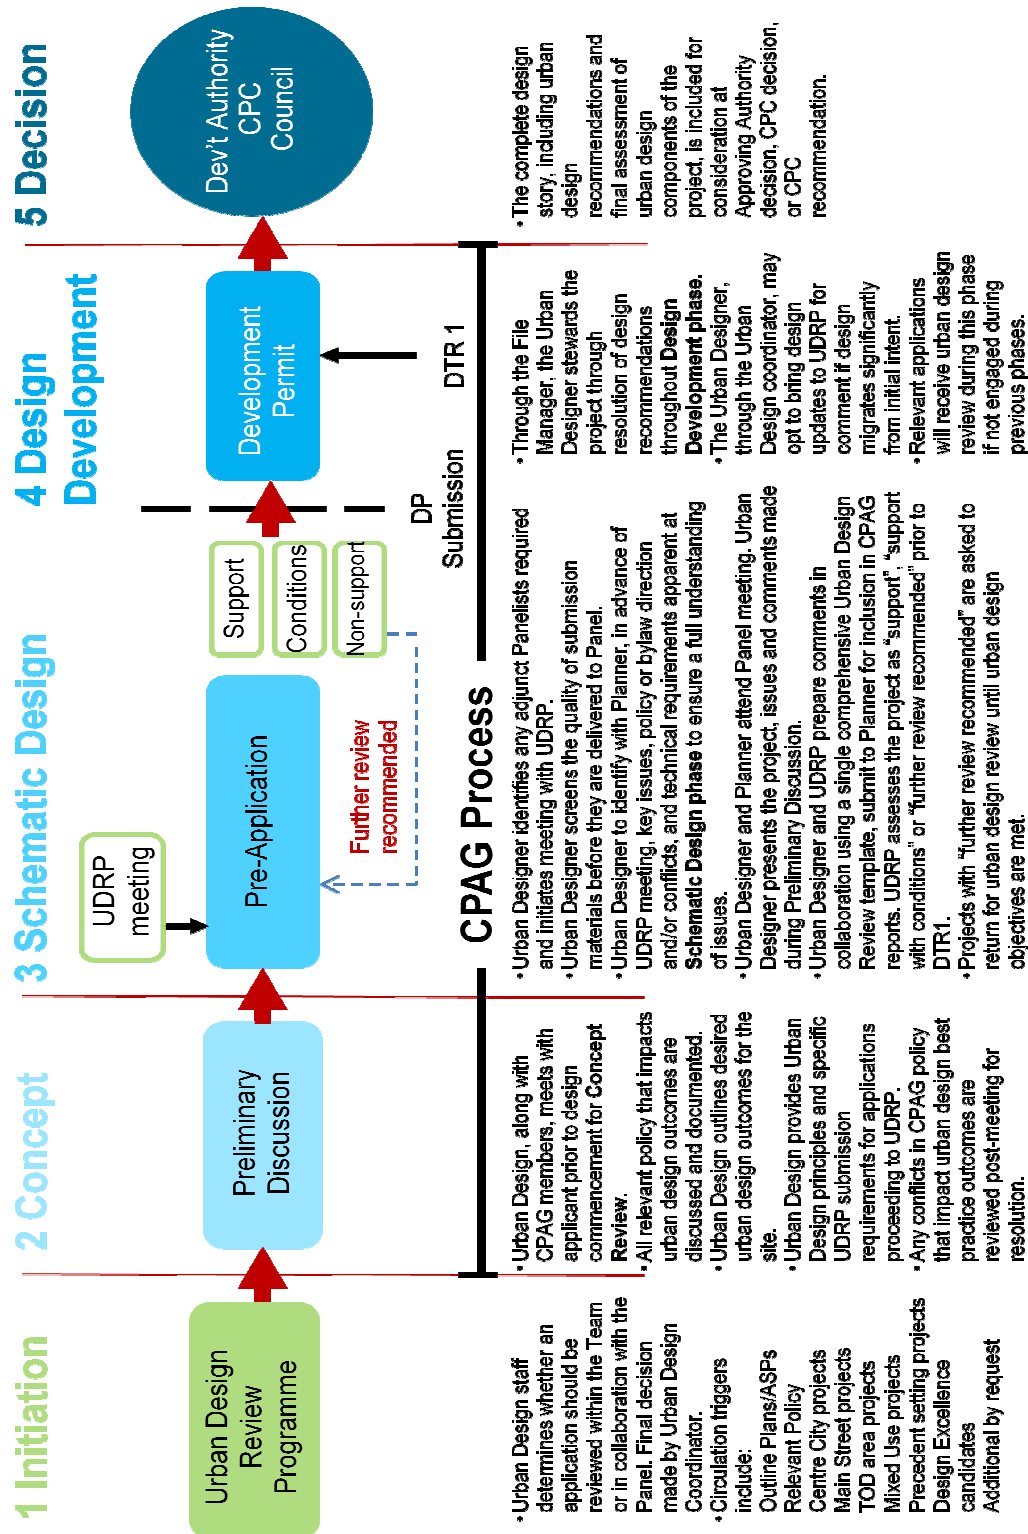 1 Initiation
2 Concept
3 Schematic Design
4 Design
Development
5 Decision
Urban Design
Review
Programme
Preliminary
Discussion
UDRP
meeting
Pre-Application
Support
Conditions
Non-support
Further review
recommended
DP
Submission
DTR 1
Development
Permit
Dev't Authority
CPC
Council
CPAG Process
• Urban Design staff
determines whether an
application should be
reviewed within the Team
or in collaboration with the
Panel. Final decision
made by Urban Design
Coordinator.
• Circulation triggers
include:
Outline Plans/ASPs
Relevant Policy
Centre City projects
Main Street projects
TOD area projects
Mixed Use projects
Precedent setting projects
Design Excellence
candidates
Additional by request
• Urban Design, along with
CPAG members, meets with
applicant prior to design
commencement for Concept
Review.
• All relevant policy that impacts
urban design outcomes are
discussed and documented.
• Urban Design outlines desired
urban design outcomes for the
site.
• Urban Design provides Urban
Design principles and specific
UDRP submission
requirements for applications
proceeding to UDRP.
• Any conflicts in CPAG policy
that impact urban design best
practice outcomes are
reviewed post-meeting for
resolution.
• Urban Designer identifies any adjunct Panelists required
and initiates meeting with UDRP.
• Urban Designer screens the quality of submission
materials before they are delivered to Panel.
• Urban Designer to identify with Planner, in advance of
UDRP meeting, key issues, policy or bylaw direction
and/or conflicts, and technical requirements apparent at
Schematic Design phase to ensure a full understanding
of issues.
• Urban Designer and Planner attend Panel meeting. Urban
Designer presents the project, issues and comments made
during Preliminary Discussion.
• Urban Designer and UDRP prepare comments in
collaboration using a single comprehensive Urban Design
Review template, submit to Planner for inclusion in CPAG
reports. UDRP assesses the project as "support", "support
with conditions" or "further review recommended" prior to
DTR1.
• Projects with "further review recommended" are asked to
return for urban design review until urban design
objectives are met.
• Through the File
Manager, the Urban
Designer stewards the
project through
resolution of design
recommendations
throughout Design
Development phase.
• The Urban Designer,
through the Urban
Design coordinator, may
opt to bring design
updates to UDRP for
comment if design
migrates significantly
from initial intent.
• Relevant applications
will receive urban design
review during this phase
if not engaged during
previous phases.
• The complete design
story, including urban
design
recommendations and
final assessment of
urban design
components of the
project, is included for
consideration at
Approving Authority
decision, CPC decision,
or CPC
recommendation.